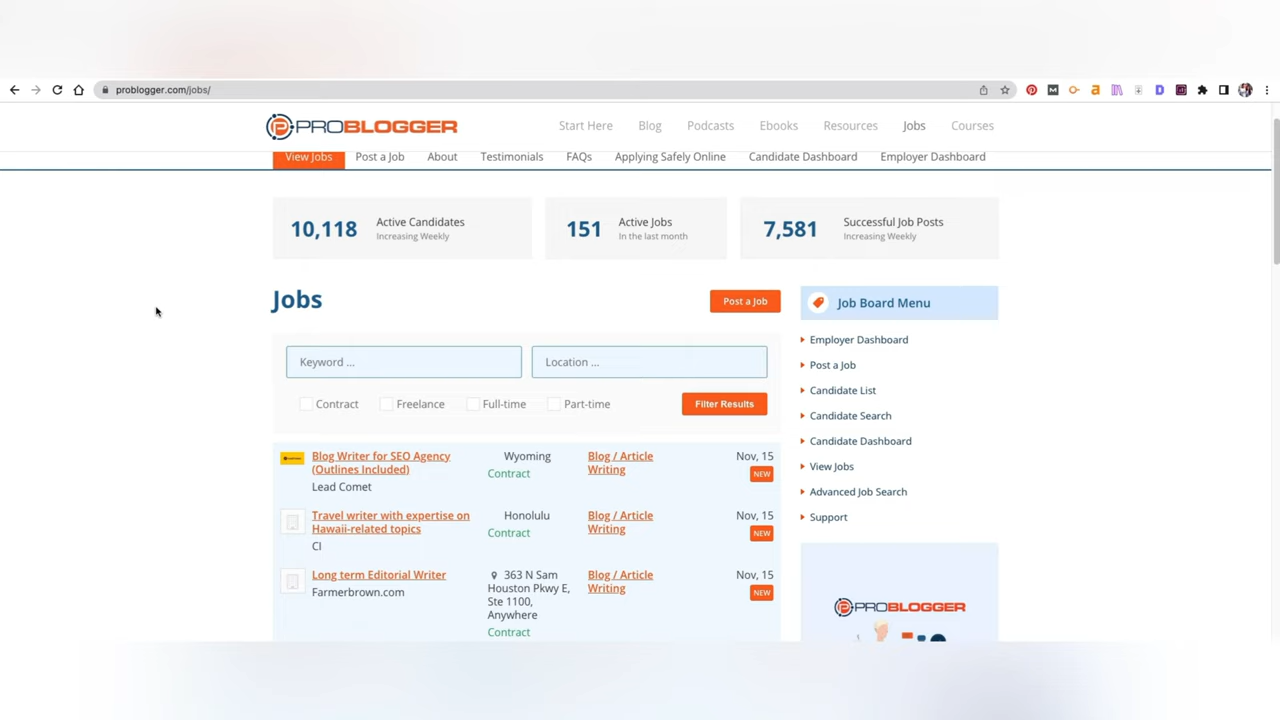 problogger.com/jobs/
PROBLOGGER
Start Here Blog Podcasts Ebooks Resources Jobs Courses
View Jobs Post a Job About Testimonials FAQs Applying Safely Online Candidate Dashboard Employer Dashboard
10,118 Active Candidates
Increasing Weekly
151 Active Jobs
In the last month
7,581 Successful Job Posts
Increasing Weekly
Jobs
Post a Job
Keyword ...
Location ...
Contract Freelance Full-time Part-time
Filter Results
Blog Writer for SEO Agency
(Outlines Included)
Lead Comet
Wyoming
Contract
Blog / Article
Writing
Nov, 15
NEW
Travel writer with expertise on
Hawaii-related topics
CI
Honolulu
Contract
Blog / Article
Writing
Nov, 15
NEW
Long term Editorial Writer
Farmerbrown.com
363 N Sam
Houston Pkwy E,
Ste 1100,
Anywhere
Contract
Blog / Article
Writing
Nov, 15
NEW
Job Board Menu
Employer Dashboard
Post a Job
Candidate List
Candidate Search
Candidate Dashboard
View Jobs
Advanced Job Search
Support
PROBLOGGER